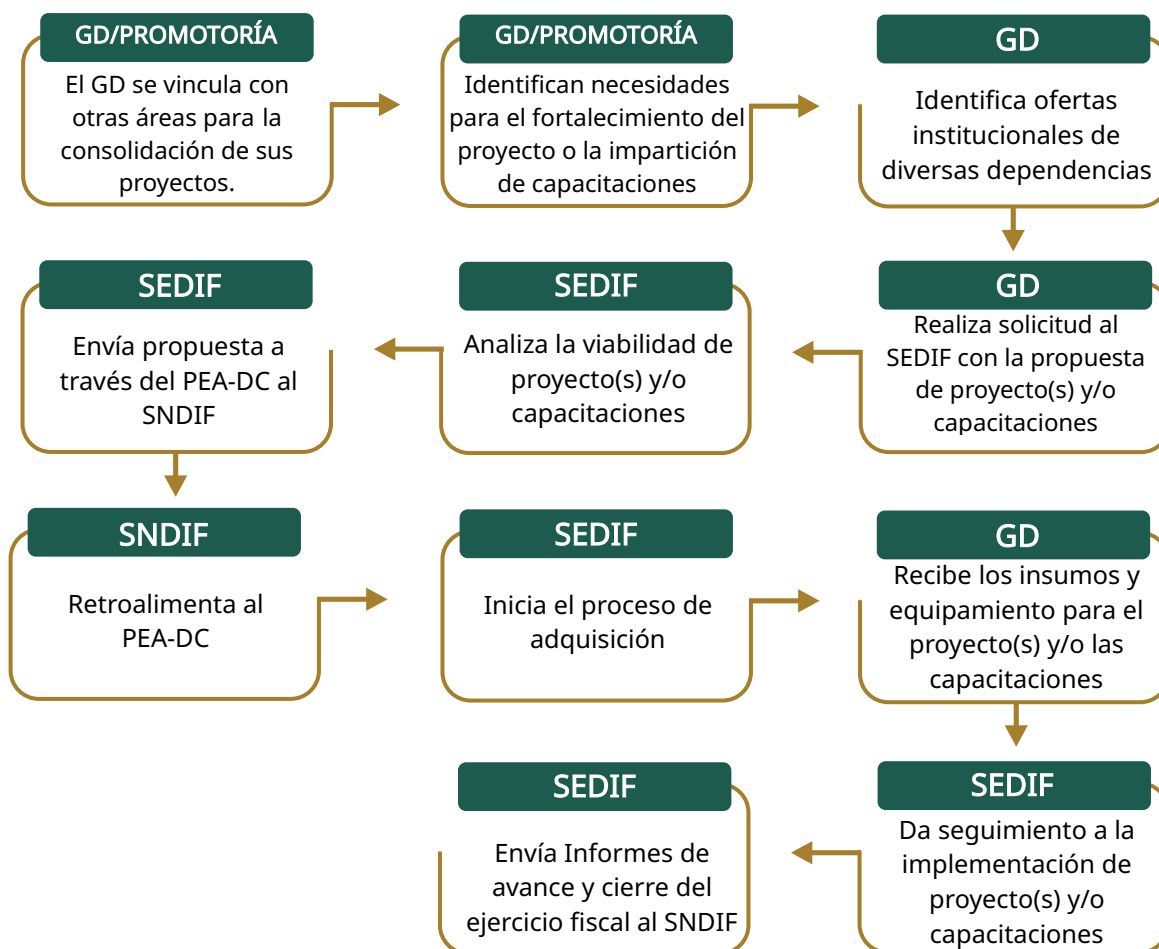 GD/PROMOTORÍA
El GD se vincula con
otras áreas para la
consolidación de sus
proyectos.
GD/PROMOTORÍA
Identifican necesidades
para el fortalecimiento del
proyecto o la impartición
de capacitaciones
GD
Identifica ofertas
institucionales de
diversas dependencias
GD
Realiza solicitud al
SEDIF con la propuesta
de proyecto(s) y/o
capacitaciones
SEDIF
Analiza la viabilidad de
proyecto(s) y/o
capacitaciones
SEDIF
Envía propuesta a
través del PEA-DC al
SNDIF
SNDIF
Retroalimenta al
PEA-DC
SEDIF
Inicia el proceso de
adquisición
GD
Recibe los insumos y
equipamiento para el
proyecto(s) y/o las
capacitaciones
SEDIF
Da seguimiento a la
implementación de
proyecto(s) y/o
capacitaciones
SEDIF
Envía Informes de
avance y cierre del
ejercicio fiscal al SNDIF